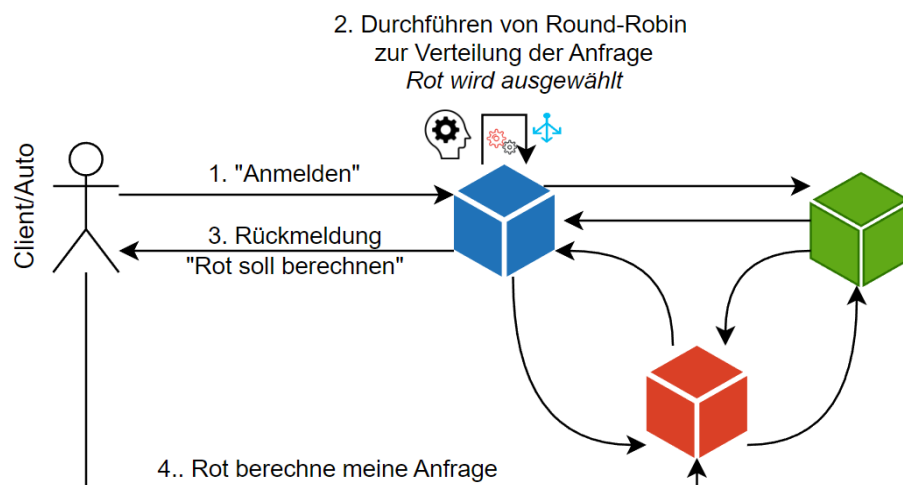 2. Durchführen von Round-Robin
zur Verteilung der Anfrage
Rot wird ausgewählt
Client/Auto
1. "Anmelden"
3. Rückmeldung
"Rot soll berechnen"
4.. Rot berechne meine Anfrage